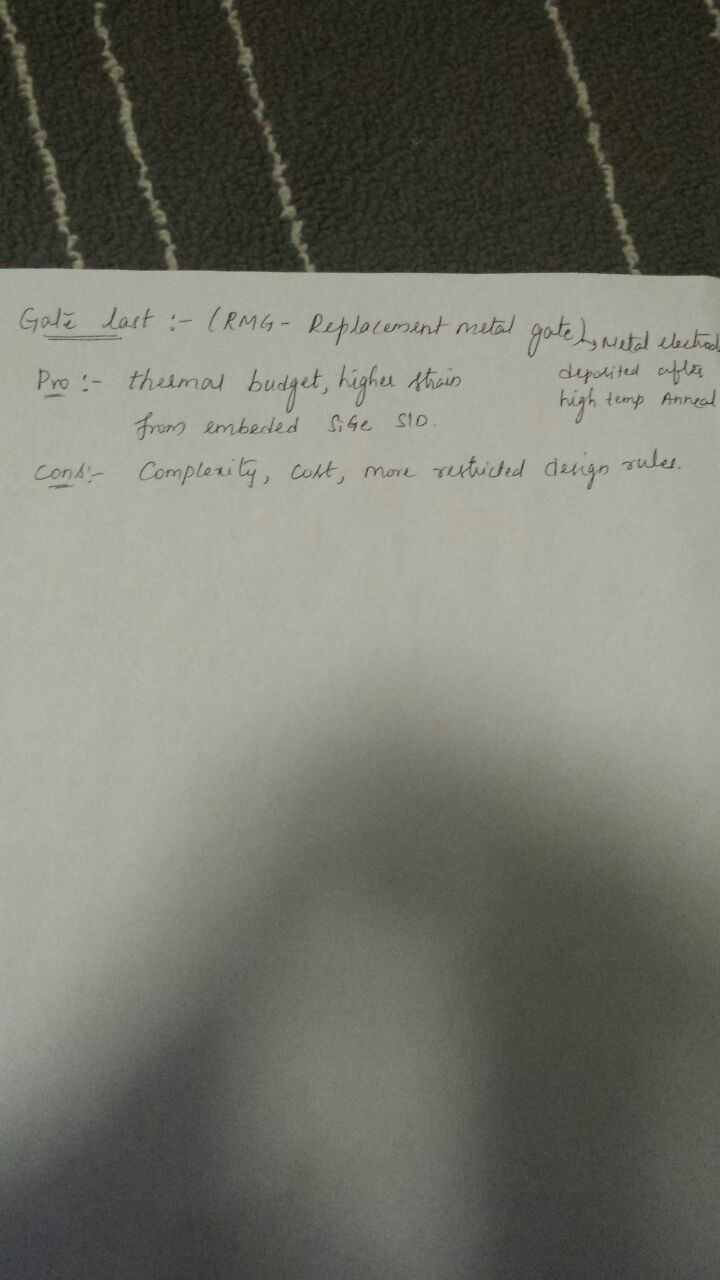 Gate last :- (RMG - Replacement metal gate) ↳ Metal electrod
deposited after
high temp Anneal
Pro :- thermal budget, higher strain
from embeded SiGe S/D.
Cons:- Complexity, cost, more restricted design rules.